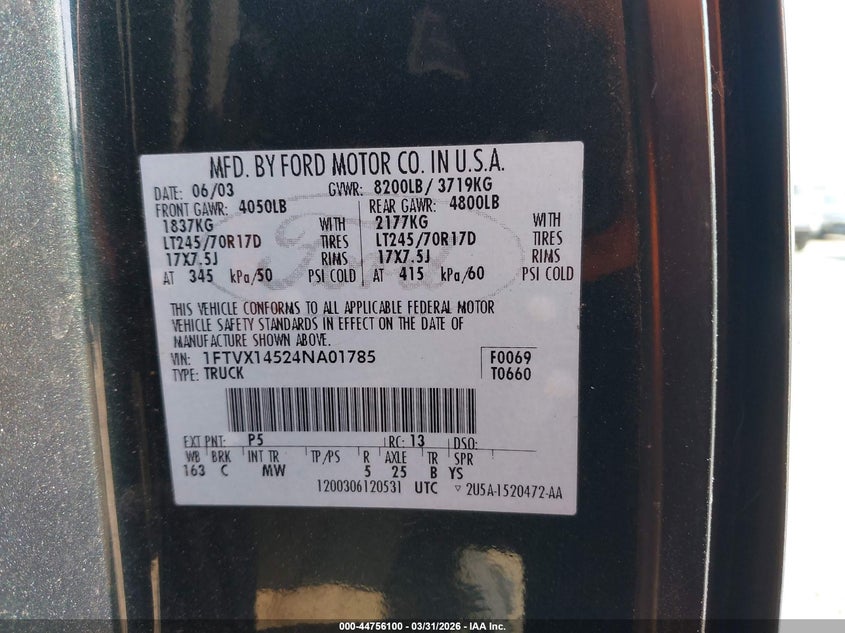 MFD. BY FORD MOTOR CO. IN U.S.A.
DATE: 06/03 GVWR: 8200LB/ 3719KG
FRONT GAWR: 4050LB REAR GAWR: 4800LB
1837KG WITH 2177KG WITH
LT245/70R17D TIRES LT245/70R17D TIRES
17X7.5J RIMS 17X7.5J RIMS
AT 345 kPa/50 PSI COLD AT 415 kPa/60 PSI COLD
Ford
THIS VEHICLE CONFORMS TO ALL APPLICABLE FEDERAL MOTOR
VEHICLE SAFETY STANDARDS IN EFFECT ON THE DATE OF
MANUFACTURE SHOWN ABOVE.
VIN: 1FTVX14524NA01785 F0069
TYPE: TRUCK T0660
EXT PNT: P5 RC: 13 DSO:
WB BRK INT TR TP/PS R AXLE TR SPR
163 C MW 5 25 B YS
1200306120531 UTC ▽ 2U5A-1520472-AA
000-44756100 - 03/31/2026 - IAA Inc.